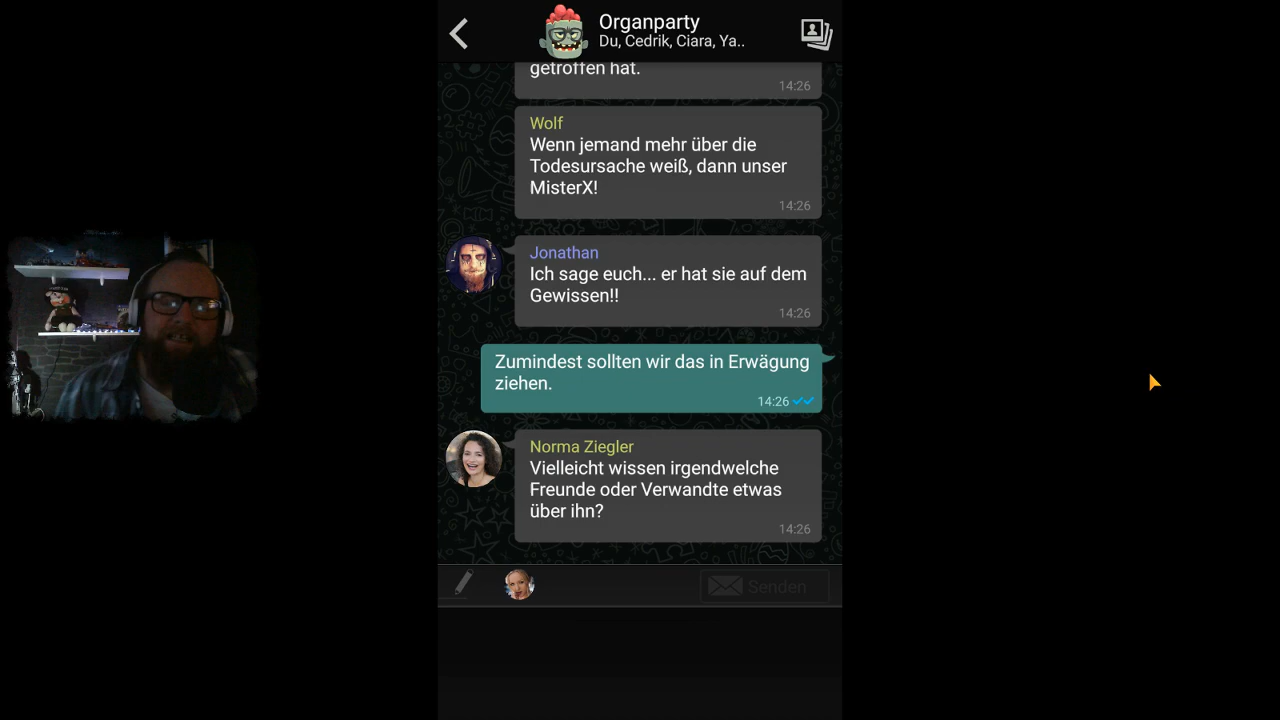 Organparty
Du, Cedrik, Ciara, Ya..
getroffen hat.
14:26
Wolf
Wenn jemand mehr über die
Todesursache weiß, dann unser
MisterX!
14:26
Jonathan
Ich sage euch... er hat sie auf dem
Gewissen!!
14:26
Zumindest sollten wir das in Erwägung
ziehen.
14:26
Norma Ziegler
Vielleicht wissen irgendwelche
Freunde oder Verwandte etwas
über ihn?
14:26
Senden